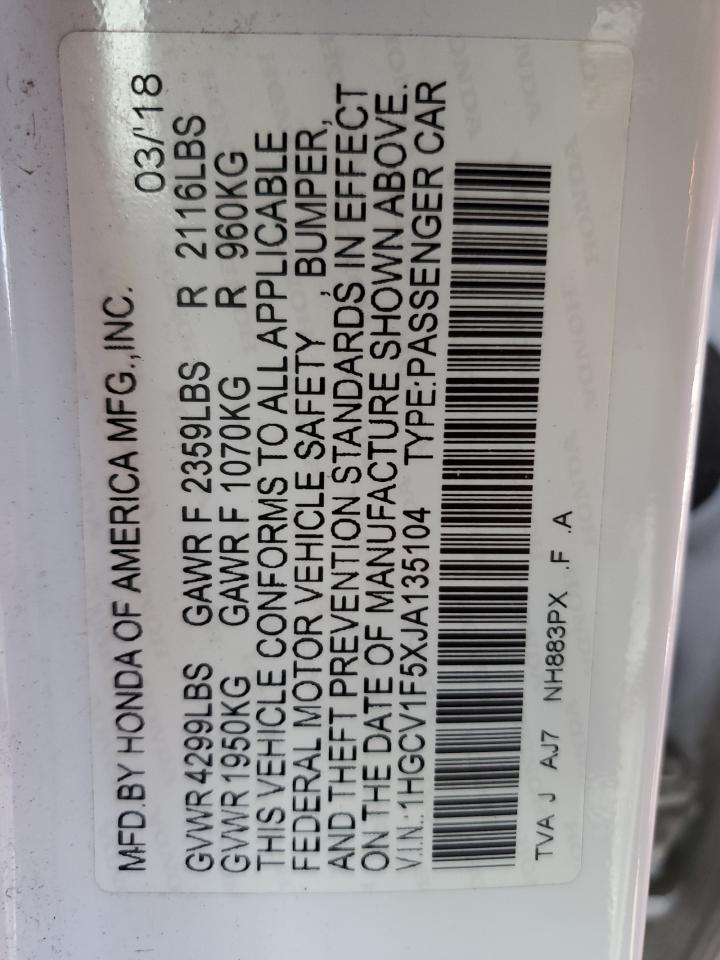 MFD.BY HONDA OF AMERICA MFG.,INC. 03/'18
GVWR 4299LBS GAWR F 2359LBS R 2116LBS
GVWR 1950KG GAWR F 1070KG R 960KG
THIS VEHICLE CONFORMS TO ALL APPLICABLE
FEDERAL MOTOR VEHICLE SAFETY , BUMPER,
AND THEFT PREVENTION STANDARDS IN EFFECT
ON THE DATE OF MANUFACTURE SHOWN ABOVE.
V.I.N.:1HGCV1F5XJA135104 TYPE:PASSENGER CAR
TVA J AJ7 NH883PX .F .A